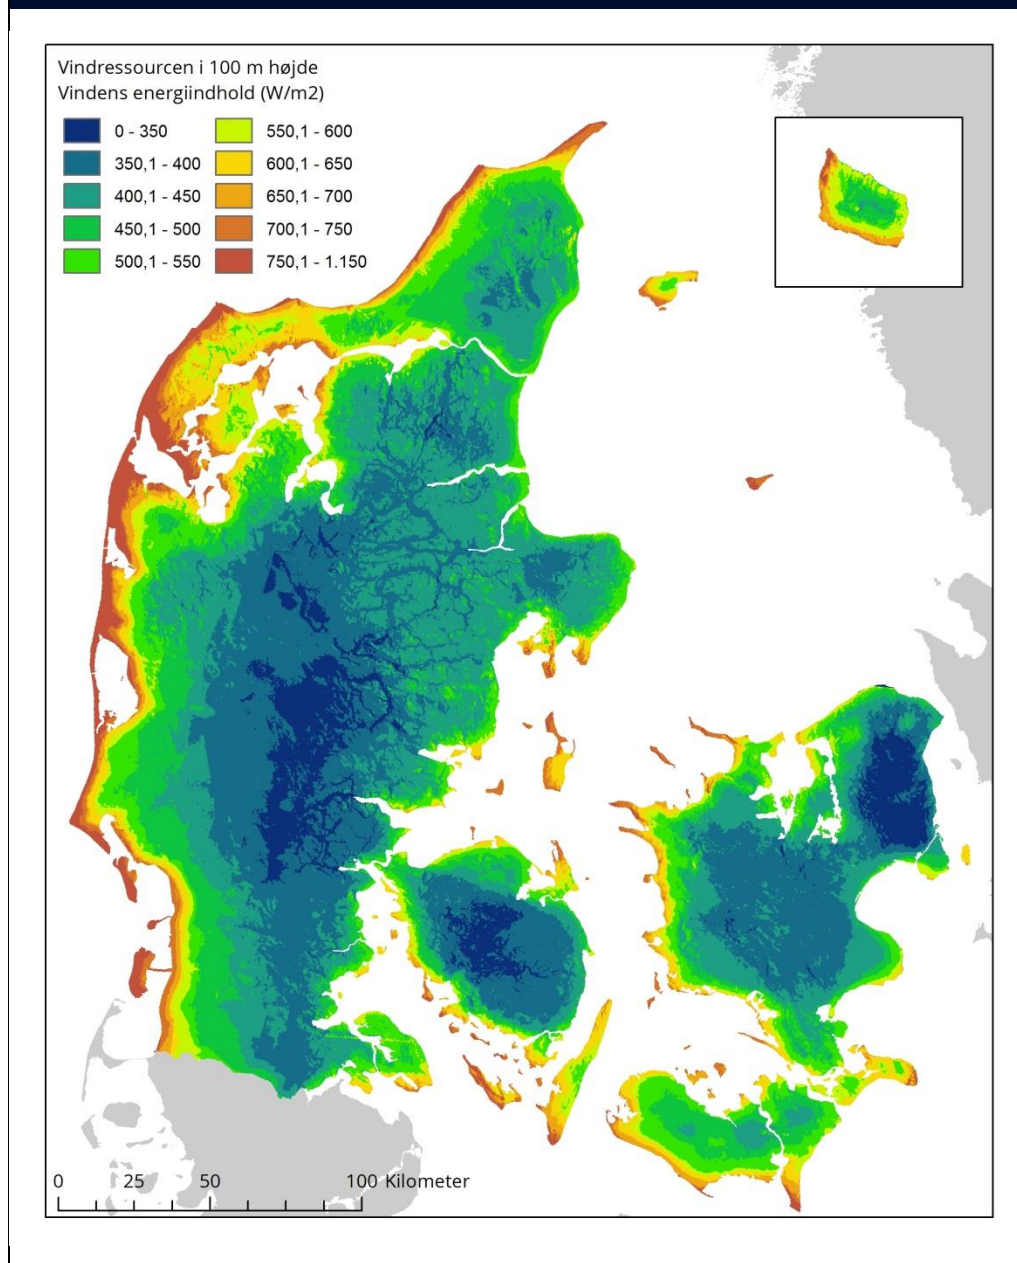 Vindressourcen i 100 m højde
Vindens energiindhold (W/m2)
0 - 350
350,1 - 400
400,1 - 450
450,1 - 500
500,1 - 550
550,1 - 600
600,1 - 650
650,1 - 700
700,1 - 750
750,1 - 1.150
0 25 50 100 Kilometer